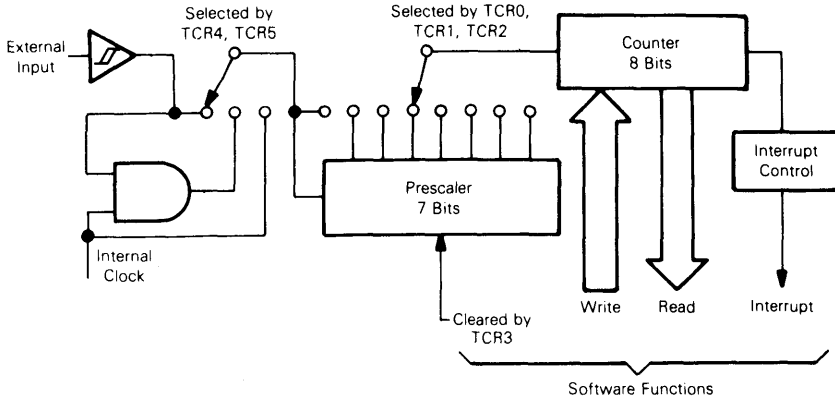 External
Input
Selected by
TCR4, TCR5
Selected by TCR0,
TCR1, TCR2
Counter
8 Bits
Interrupt
Control
Prescaler
7 Bits
Internal
Clock
Cleared by
TCR3
Write
Read
Interrupt
Software Functions